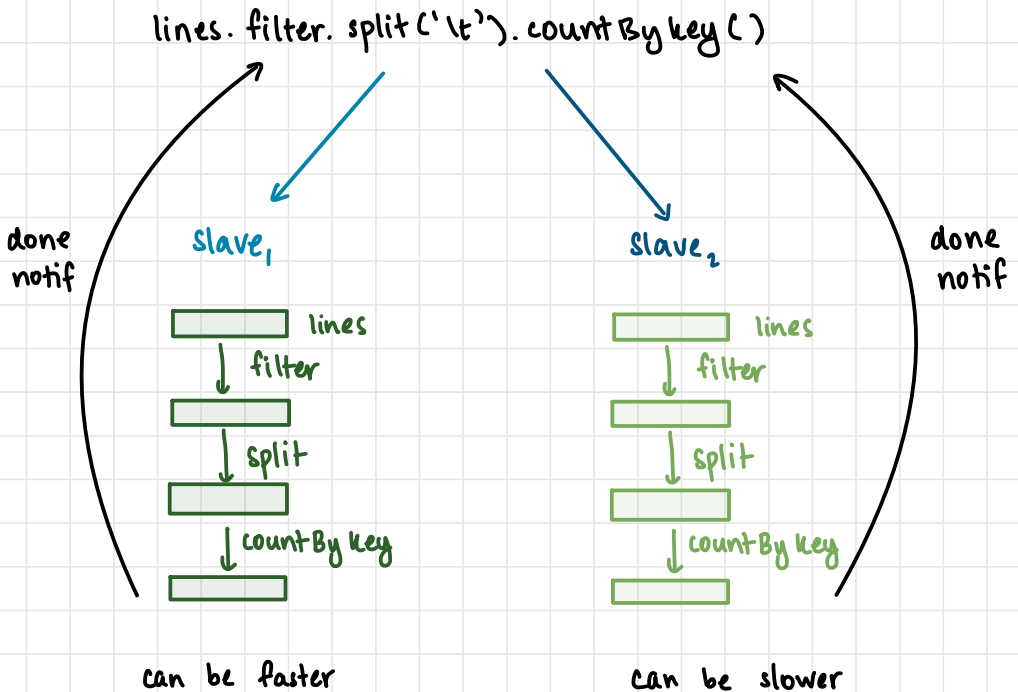 lines. filter. split('\t'). countByKey()
done
notif
slave1
slave2
done
notif
lines
filter
split
countByKey
lines
filter
split
countByKey
can be faster
can be slower